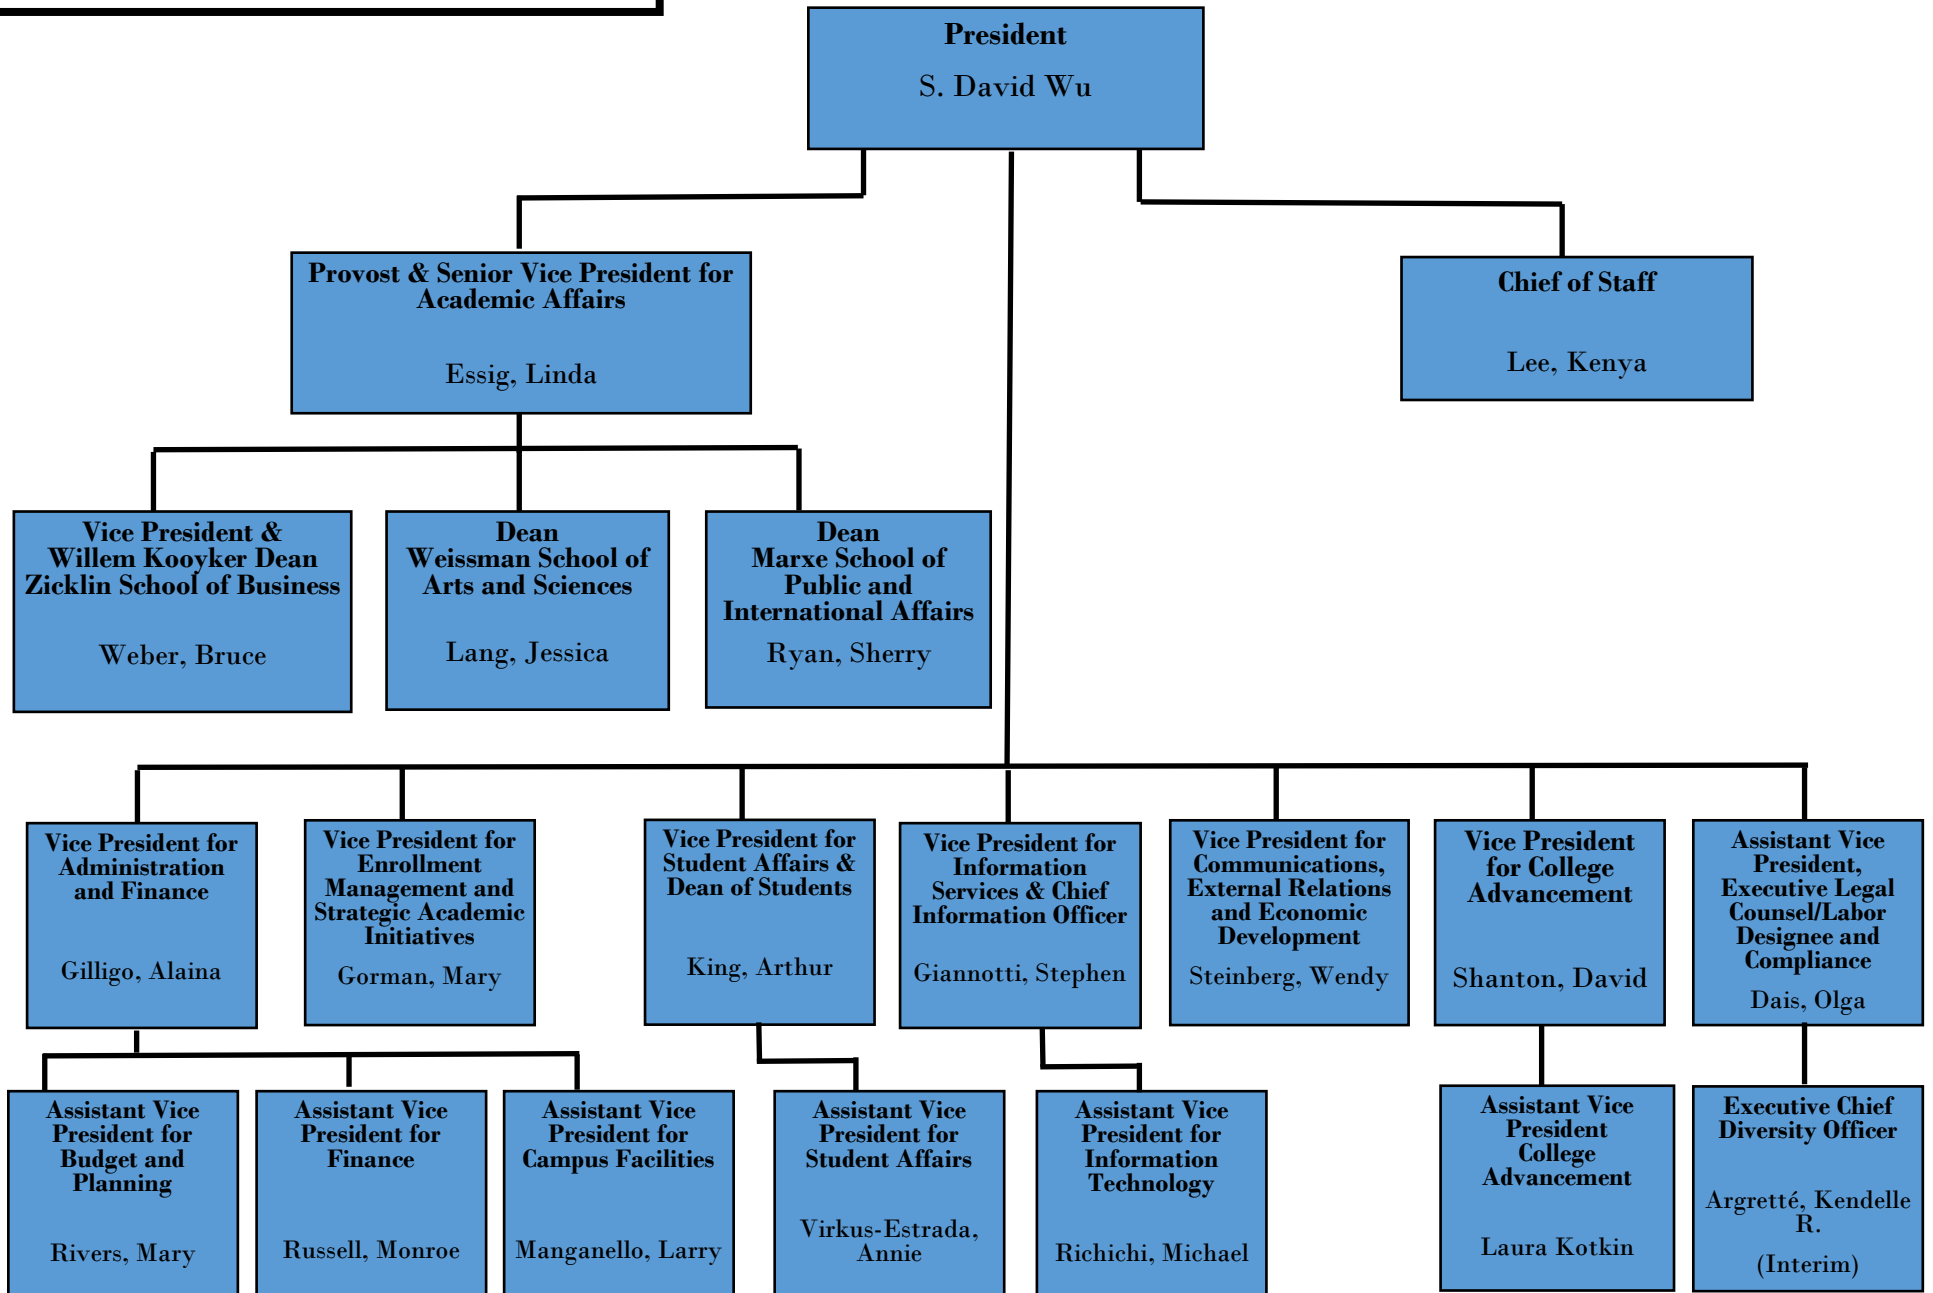 President
S. David Wu
Provost & Senior Vice President for
Academic Affairs
Essig, Linda
Chief of Staff
Lee, Kenya
Vice President &
Willem Kooyker Dean
Zicklin School of Business
Weber, Bruce
Dean
Weissman School of
Arts and Sciences
Lang, Jessica
Dean
Marxe School of
Public and
International Affairs
Ryan, Sherry
Vice President for
Administration
and Finance
Gilligo, Alaina
Vice President for
Enrollment
Management and
Strategic Academic
Initiatives
Gorman, Mary
Vice President for
Student Affairs &
Dean of Students
King, Arthur
Vice President for
Information
Services & Chief
Information Officer
Giannotti, Stephen
Vice President for
Communications,
External Relations
and Economic
Development
Steinberg, Wendy
Vice President
for College
Advancement
Shanton, David
Assistant Vice
President,
Executive Legal
Counsel/Labor
Designee and
Compliance
Dais, Olga
Assistant Vice
President for
Budget and
Planning
Rivers, Mary
Assistant Vice
President for
Finance
Russell, Monroe
Assistant Vice
President for
Campus Facilities
Manganello, Larry
Assistant Vice
President for
Student Affairs
Virkus-Estrada,
Annie
Assistant Vice
President for
Information
Technology
Richichi, Michael
Assistant Vice
President
College
Advancement
Laura Kotkin
Executive Chief
Diversity Officer
Argretté, Kendelle
R.
(Interim)